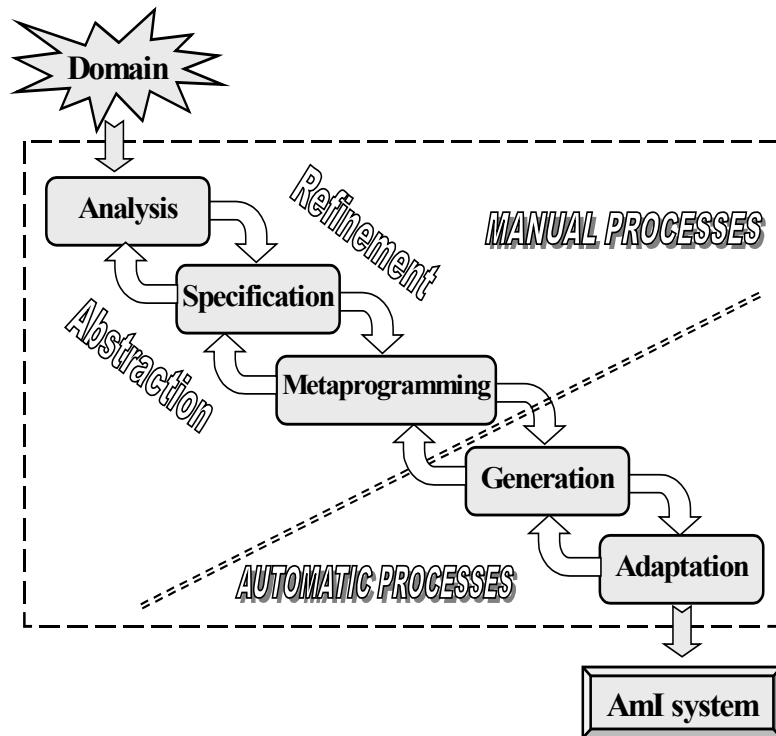 Domain
Analysis
Refinement
MANUAL PROCESSES
Specification
Abstraction
Metaprogramming
Generation
AUTOMATIC PROCESSES
Adaptation
AmI system